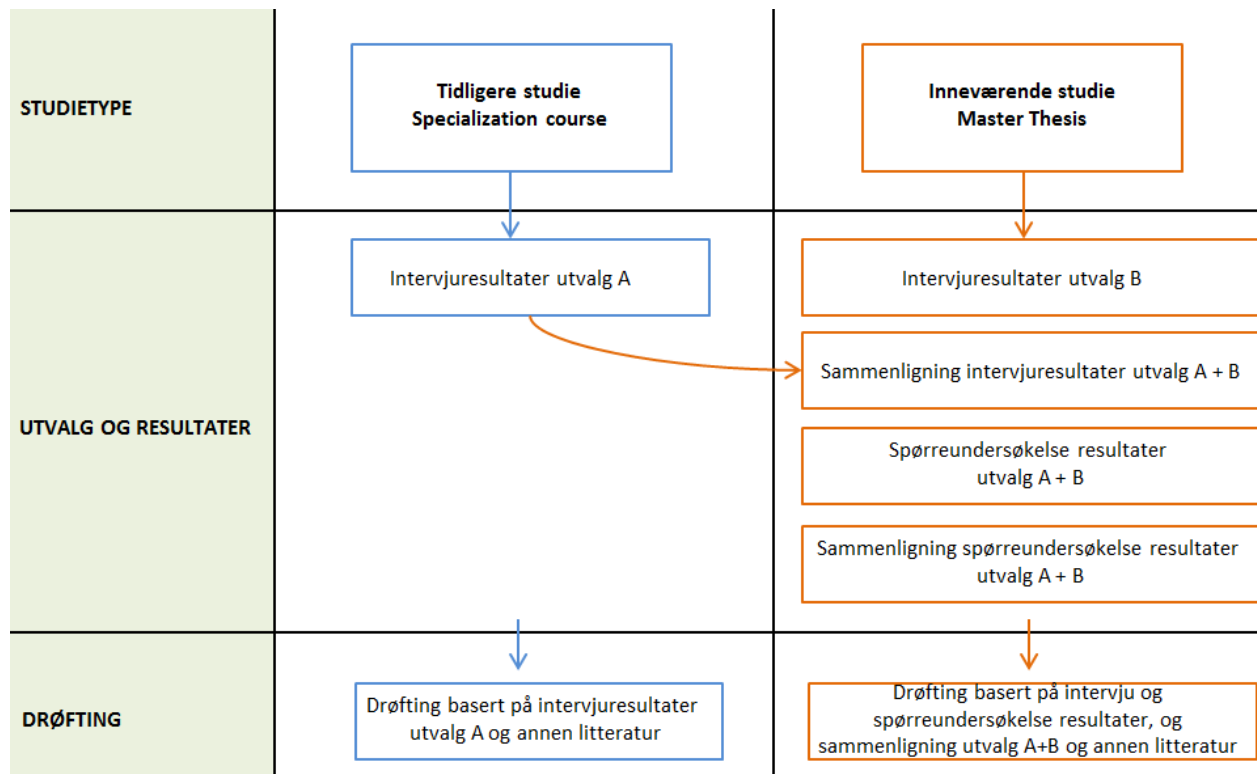 STUDIETYPE
Tidligere studie
Specialization course
Inneværende studie
Master Thesis
UTVALG OG RESULTATER
Intervjuresultater utvalg A
Intervjuresultater utvalg B
Sammenligning intervjuresultater utvalg A + B
Spørreundersøkelse resultater
utvalg A + B
Sammenligning spørreundersøkelse resultater
utvalg A + B
DRØFTING
Drøfting basert på intervjuresultater
utvalg A og annen litteratur
Drøfting basert på intervju og
spørreundersøkelse resultater, og
sammenligning utvalg A+B og annen litteratur